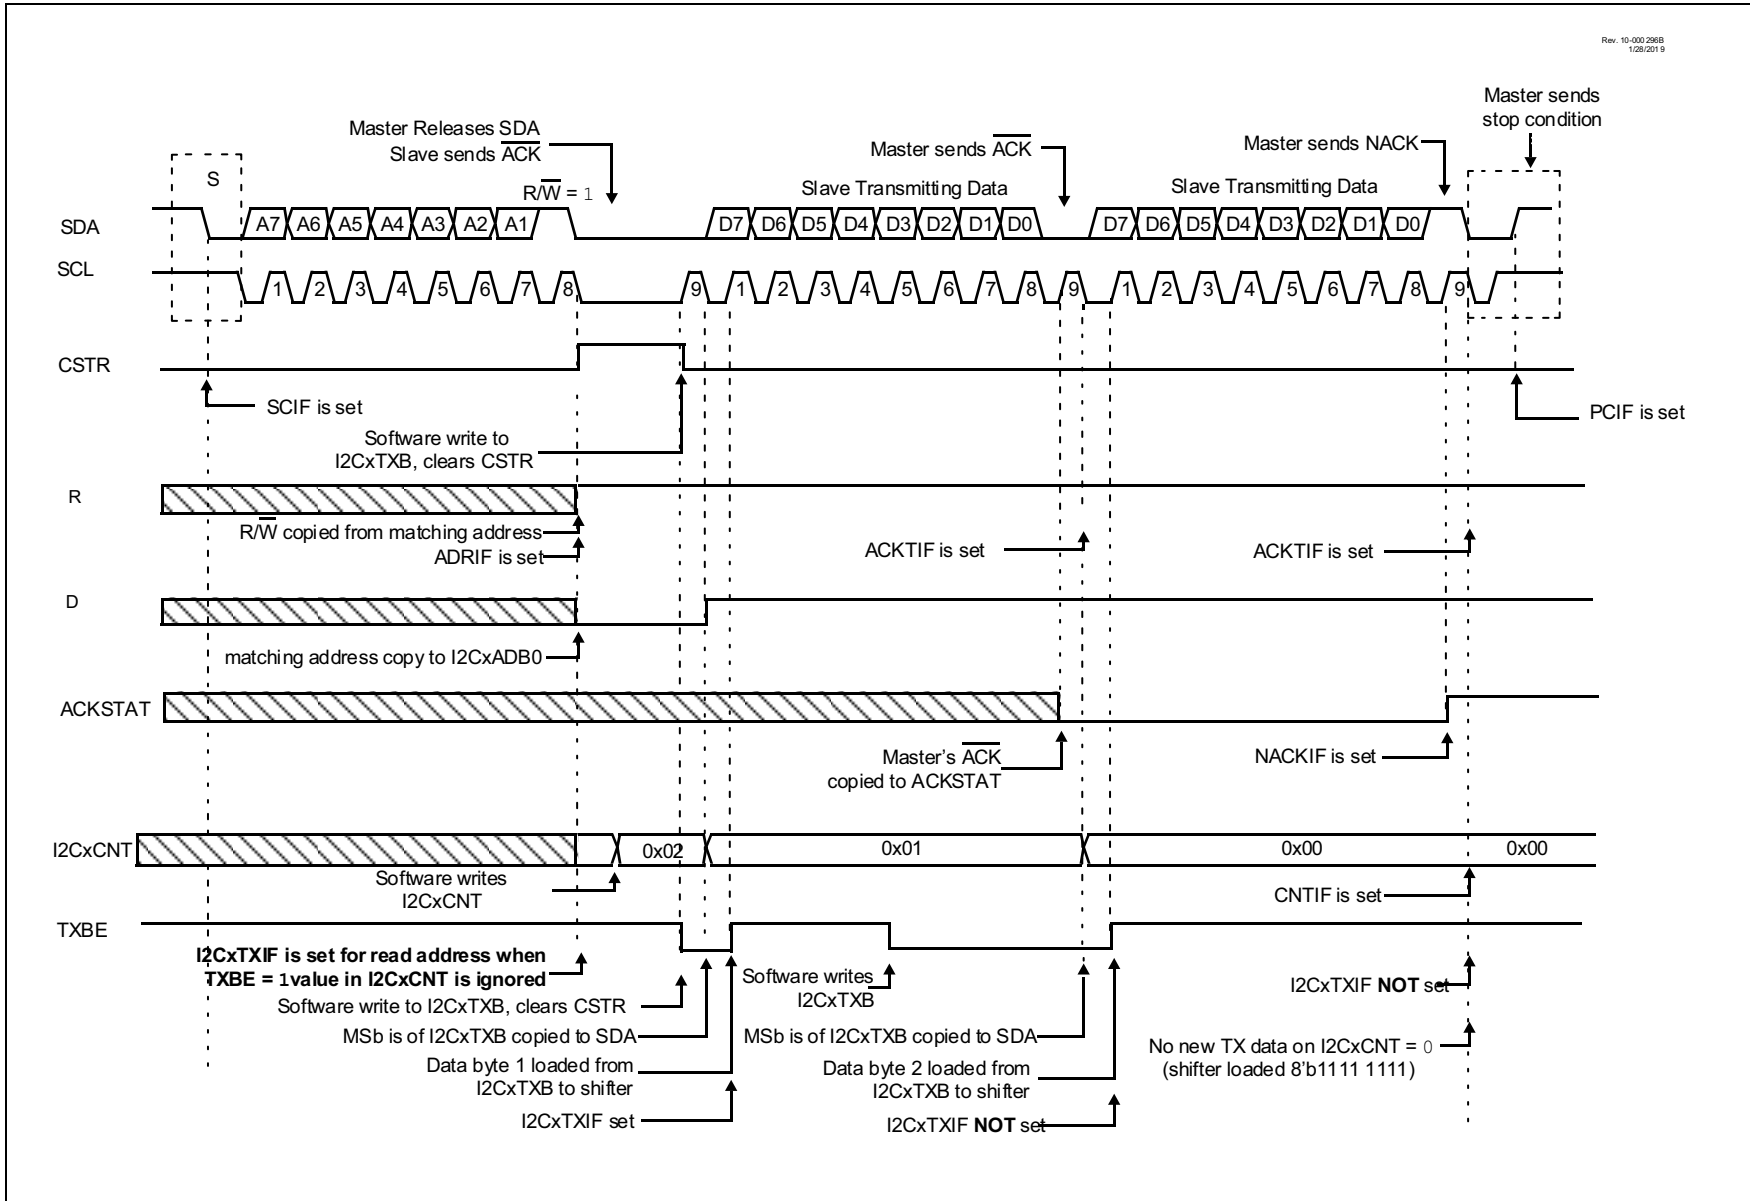 Rev. 10-000 296B
1/28/201 9
Master sends
stop condition
Master Releases SDA
Slave sends ACK
Master sends ACK
Master sends NACK
S
R/W = 1
Slave Transmitting Data
Slave Transmitting Data
SDA
A7 A6 A5 A4 A3 A2 A1
D7 D6 D5 D4 D3 D2 D1 D0
D7 D6 D5 D4 D3 D2 D1 D0
SCL
1 2 3 4 5 6 7 8 9 1 2 3 4 5 6 7 8 9 1 2 3 4 5 6 7 8 9
CSTR
SCIF is set
PCIF is set
Software write to
I2CxTXB, clears CSTR
R
R/W copied from matching address
ADRIF is set
ACKTIF is set
ACKTIF is set
D
matching address copy to I2CxADB0
ACKSTAT
Master's ACK
copied to ACKSTAT
NACKIF is set
I2CxCNT
0x02
0x01
0x00
0x00
Software writes
I2CxCNT
CNTIF is set
TXBE
I2CxTXIF is set for read address when
TXBE = 1value in I2CxCNT is ignored
Software writes
I2CxTXB
I2CxTXIF NOT set
Software write to I2CxTXB, clears CSTR
MSb is of I2CxTXB copied to SDA
MSb is of I2CxTXB copied to SDA
No new TX data on I2CxCNT = 0
(shifter loaded 8'b1111 1111)
Data byte 1 loaded from
I2CxTXB to shifter
Data byte 2 loaded from
I2CxTXB to shifter
I2CxTXIF set
I2CxTXIF NOT set